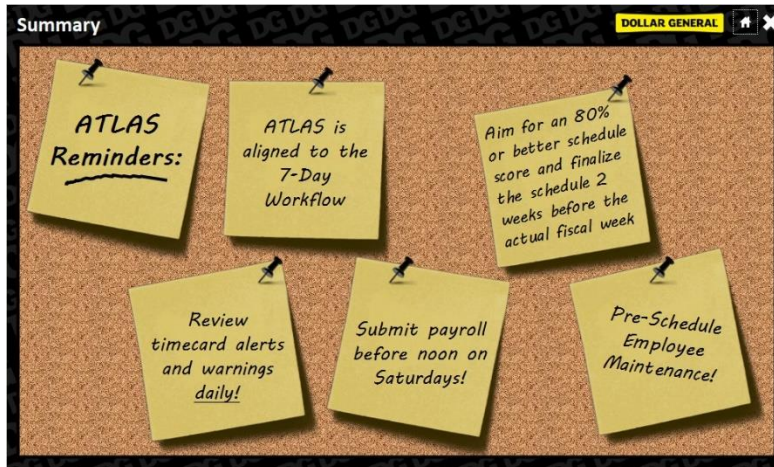 Summary
DOLLAR GENERAL
ATLAS
Reminders:
ATLAS is
aligned to the
7-Day
Workflow
Aim for an 80%
or better schedule
score and finalize
the schedule 2
weeks before the
actual fiscal week
Review
timecard alerts
and warnings
daily!
Submit payroll
before noon on
Saturdays!
Pre-Schedule
Employee
Maintenance!